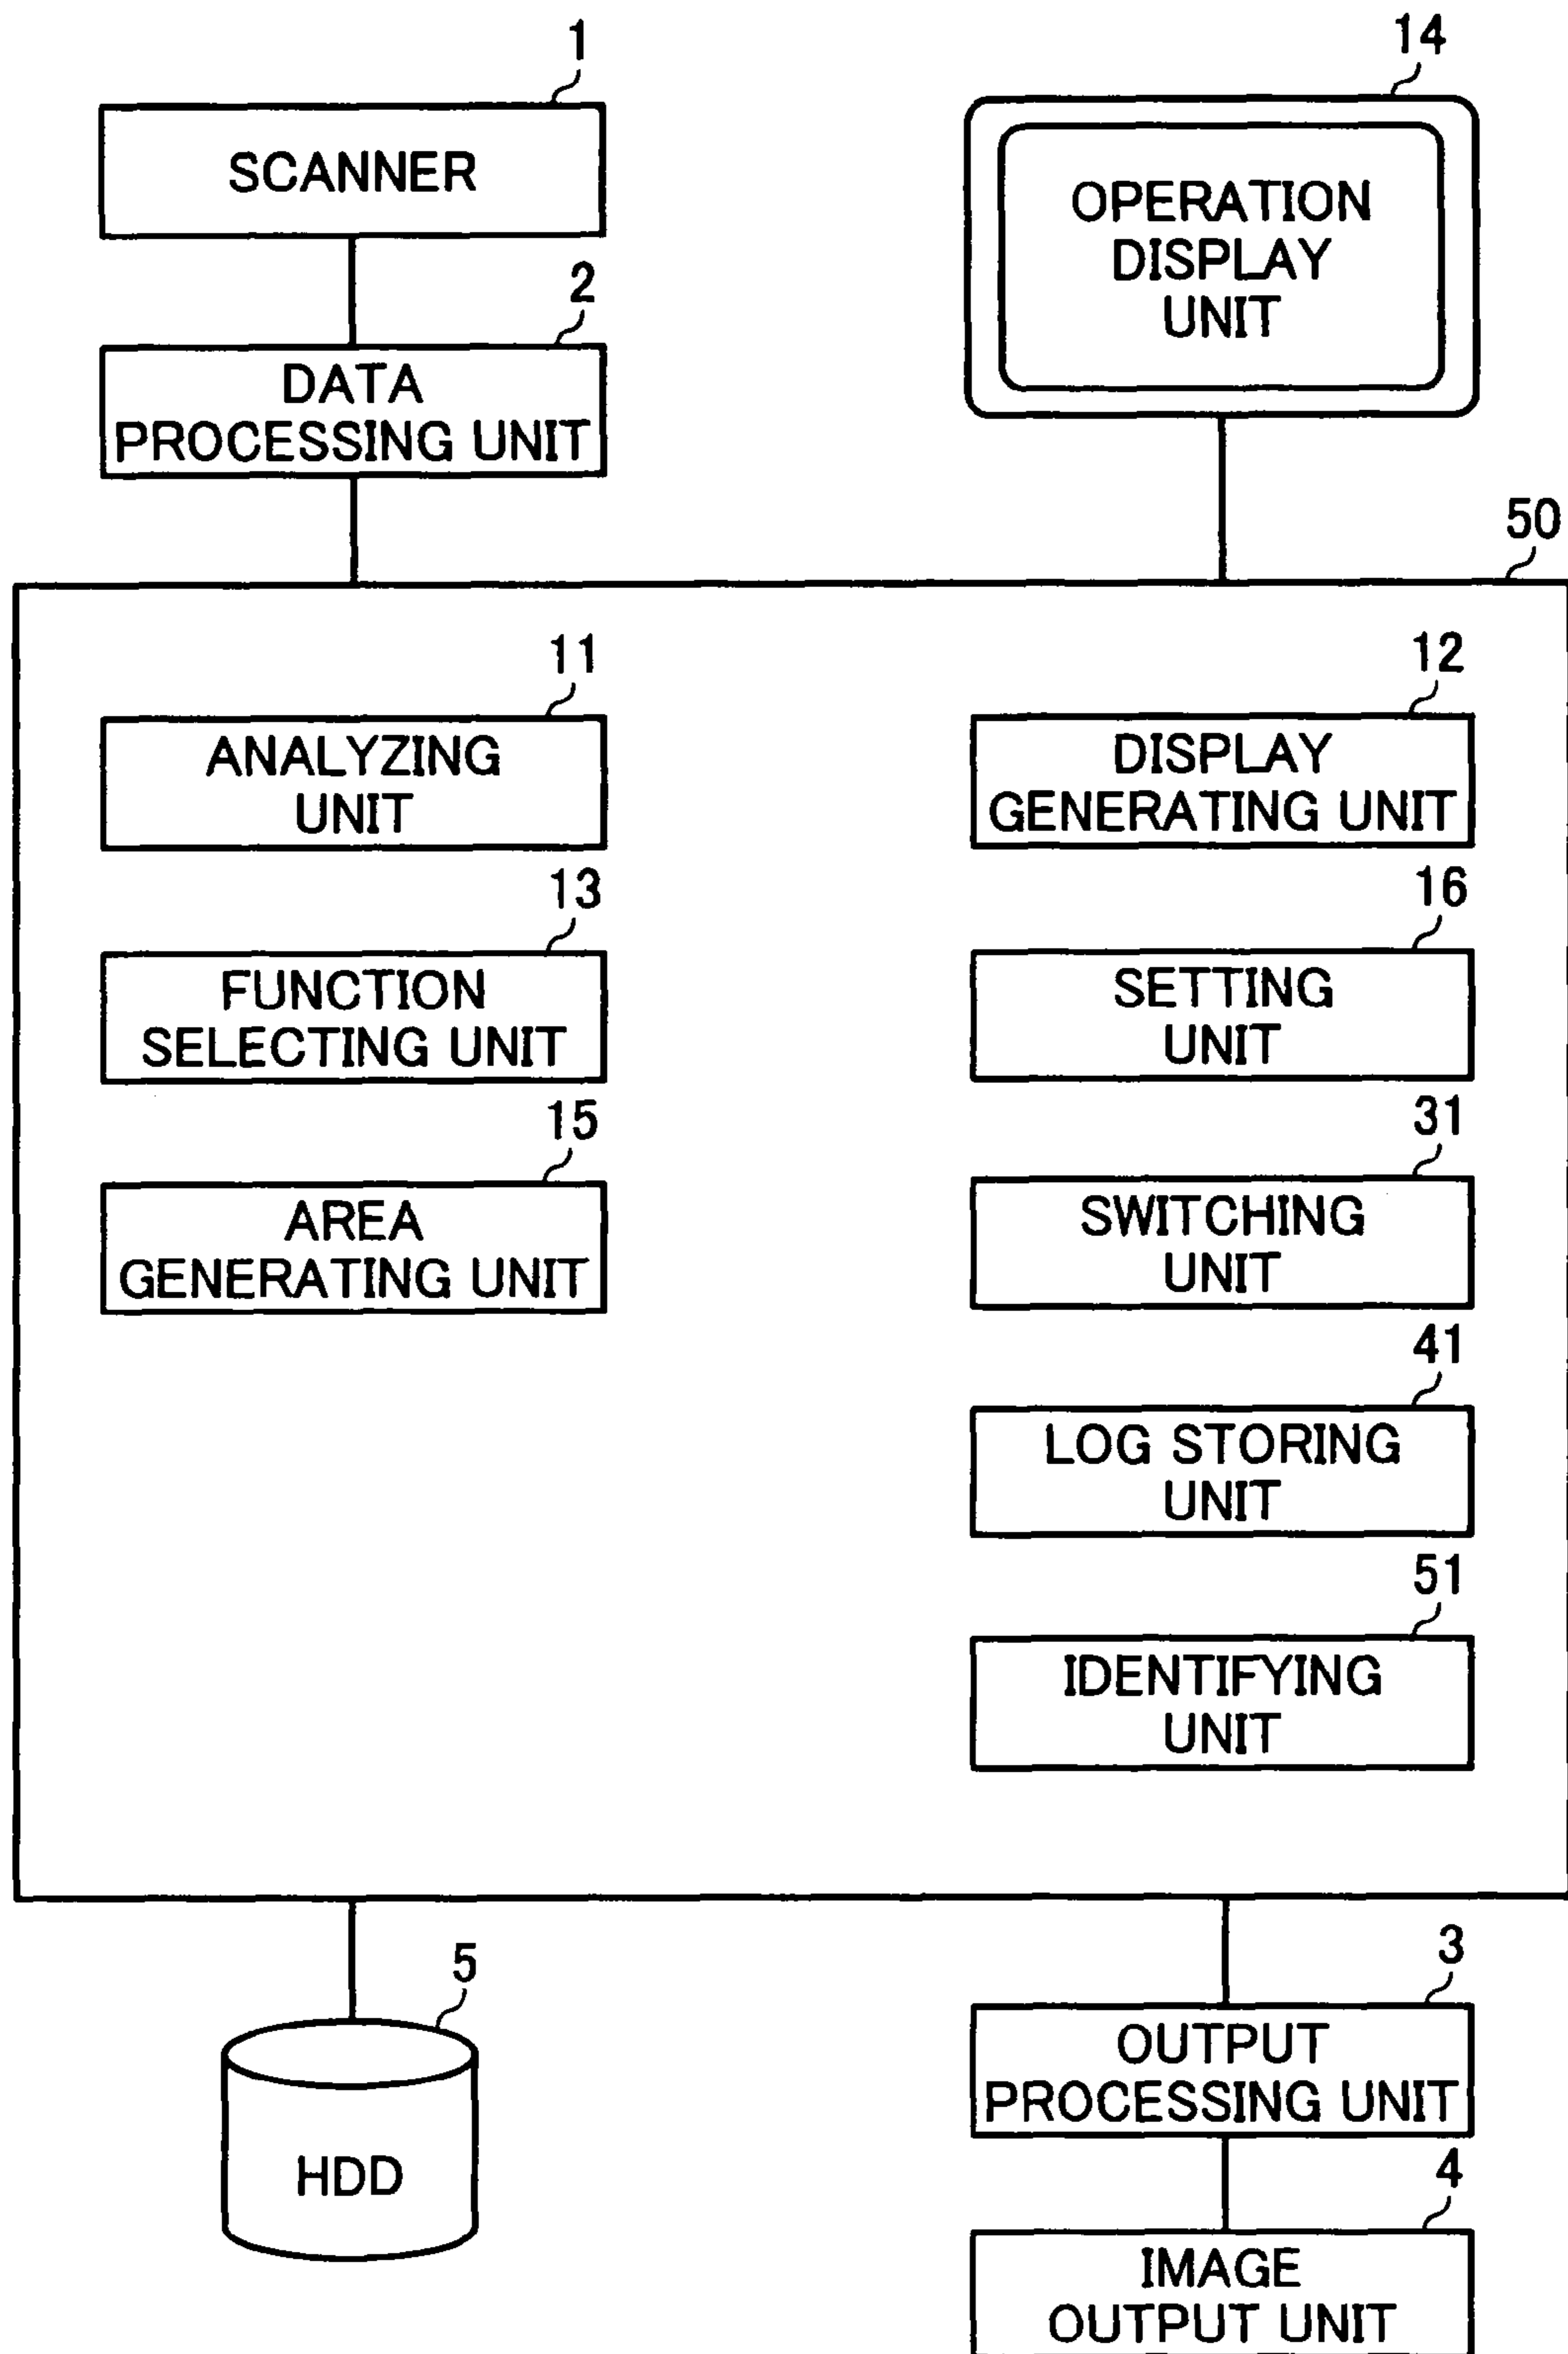 1
SCANNER
14
OPERATION
DISPLAY
UNIT
2
DATA
PROCESSING UNIT
50
11
ANALYZING
UNIT
12
DISPLAY
GENERATING UNIT
13
FUNCTION
SELECTING UNIT
16
SETTING
UNIT
15
AREA
GENERATING UNIT
31
SWITCHING
UNIT
41
LOG STORING
UNIT
51
IDENTIFYING
UNIT
5
HDD
3
OUTPUT
PROCESSING UNIT
4
IMAGE
OUTPUT UNIT